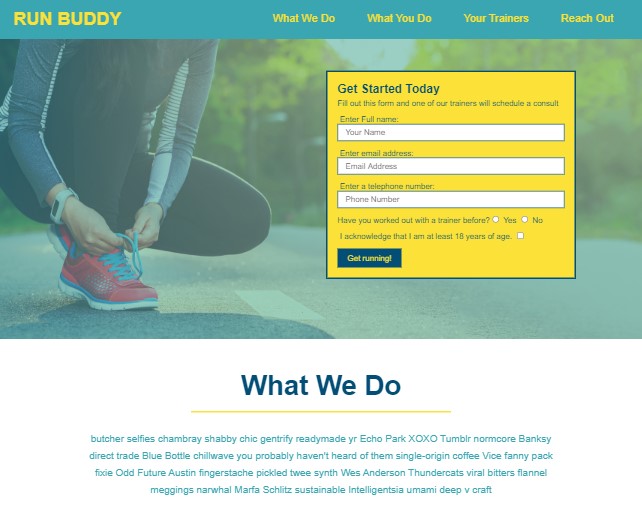 RUN BUDDY
What We Do
What You Do
Your Trainers
Reach Out
Get Started Today
Fill out this form and one of our trainers will schedule a consult
Enter Full name:
Your Name
Enter email address:
Email Address
Enter a telephone number:
Phone Number
Have you worked out with a trainer before? Yes No
I acknowledge that I am at least 18 years of age.
Get running!
What We Do
butcher selfies chambray shabby chic gentrify readymade yr Echo Park XOXO Tumblr normcore Banksy
direct trade Blue Bottle chillwave you probably haven't heard of them single-origin coffee Vice fanny pack
fixie Odd Future Austin fingerstache pickled twee synth Wes Anderson Thundercats viral bitters flannel
meggings narwhal Marfa Schlitz sustainable Intelligentsia umami deep v craft